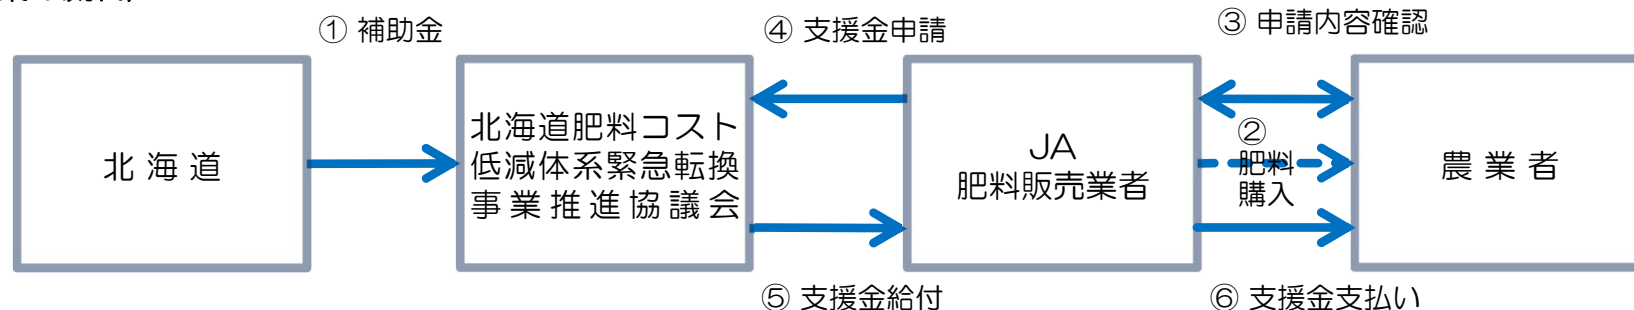 ① 補助金
④ 支援金申請
③ 申請内容確認
北海道
北海道肥料コスト
低減体系緊急転換
事業推進協議会
JA
肥料販売業者
②
肥料
購入
農業者
⑤ 支援金給付
⑥ 支援金支払い